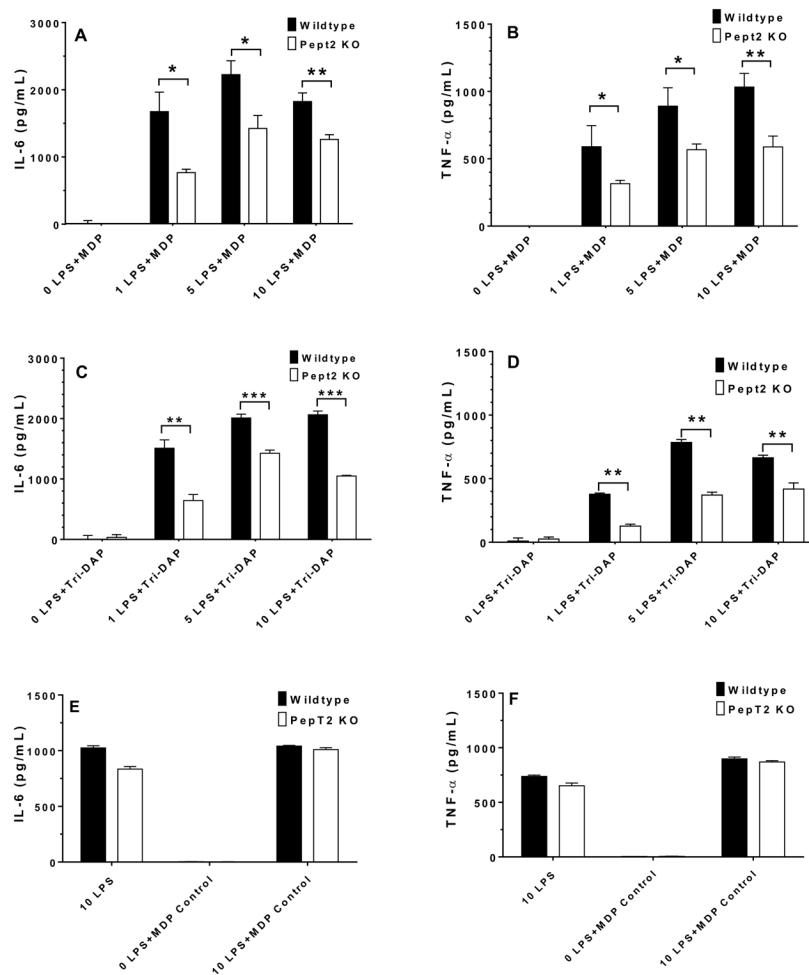 A
Wildtype
Pept2 KO
IL-6 (pg/mL)
3000
2000
1000
0
*
*
**
0 LPS+MDP
1 LPS+MDP
5 LPS+MDP
10 LPS+MDP
B
Wildtype
Pept2 KO
TNF-α (pg/mL)
1500
1000
500
0
*
*
**
0 LPS+MDP
1 LPS+MDP
5 LPS+MDP
10 LPS+MDP
C
Wildtype
Pept2 KO
IL-6 (pg/mL)
3000
2000
1000
0
**
***
***
0 LPS+Tri-DAP
1 LPS+Tri-DAP
5 LPS+Tri-DAP
10 LPS+Tri-DAP
D
Wildtype
Pept2 KO
TNF-α (pg/mL)
1500
1000
500
0
**
**
**
0 LPS+Tri-DAP
1 LPS+Tri-DAP
5 LPS+Tri-DAP
10 LPS+Tri-DAP
E
Wildtype
PepT2 KO
IL-6 (pg/mL)
1500
1000
500
0
10 LPS
0 LPS+MDP Control
10 LPS+MDP Control
F
Wildtype
PepT2 KO
TNF-α (pg/mL)
1500
1000
750
500
250
0
10 LPS
0 LPS+MDP Control
10 LPS+MDP Control